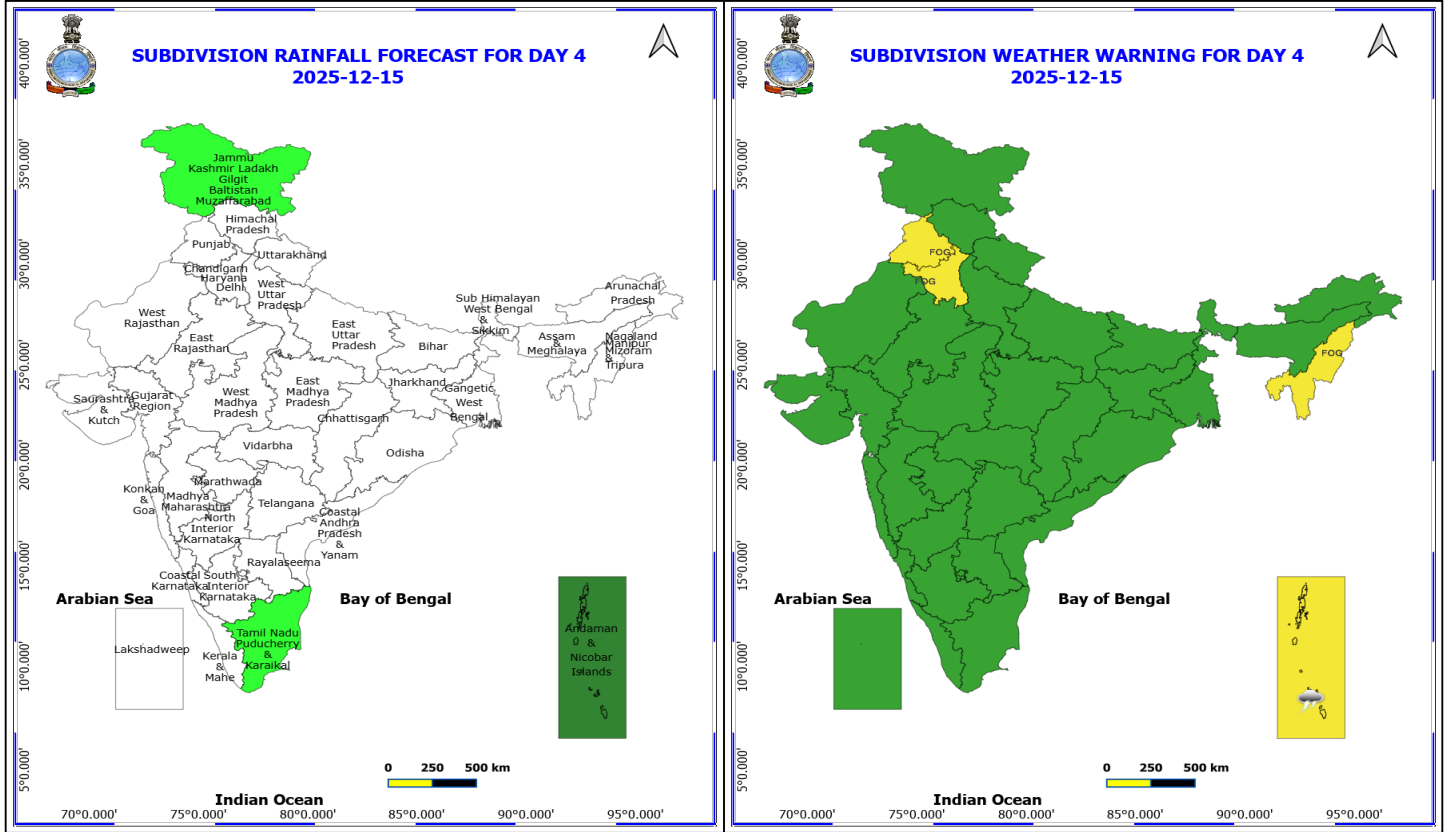 SUBDIVISION RAINFALL FORECAST FOR DAY 4
2025-12-15
40°0.000'
35°0.000'
30°0.000'
25°0.000'
20°0.000'
15°0.000'
10°0.000'
5°0.000'
Jammu
Kashmir Ladakh
Gilgit
Baltistan
Muzaffarabad
Himachal
Pradesh
Punjab
Uttarakhand
Chandigarh
Haryana
Delhi
West
Uttar
Pradesh
Arunachal
Pradesh
West
Rajasthan
East
Rajasthan
East
Uttar
Pradesh
Bihar
Sub Himalayan
West Bengal
&
Sikkim
Assam
&
Meghalaya
Nagaland
Manipur
Mizoram
&
Tripura
Saurashtra
&
Kutch
Gujarat
Region
West
Madhya
Pradesh
East
Madhya
Pradesh
Jharkhand
Gangetic
West
Bengal
Chhattisgarh
Vidarbha
Odisha
Konkan
&
Goa
Madhya
Maharashtra
Marathwada
Telangana
North
Interior
Karnataka
Coastal
Andhra
Pradesh
&
Yanam
Rayalaseema
Coastal
Karnataka
South
Interior
Karnataka
Arabian Sea
Bay of Bengal
Lakshadweep
Kerala
&
Mahe
Tamil Nadu
Puducherry
&
Karaikal
Andaman
&
Nicobar
Islands
0 250 500 km
Indian Ocean
70°0.000' 75°0.000' 80°0.000' 85°0.000' 90°0.000' 95°0.000'
SUBDIVISION WEATHER WARNING FOR DAY 4
2025-12-15
40°0.000'
35°0.000'
30°0.000'
25°0.000'
20°0.000'
15°0.000'
10°0.000'
5°0.000'
FOG
FOG
FOG
Arabian Sea
Bay of Bengal
0 250 500 km
Indian Ocean
70°0.000' 75°0.000' 80°0.000' 85°0.000' 90°0.000' 95°0.000'